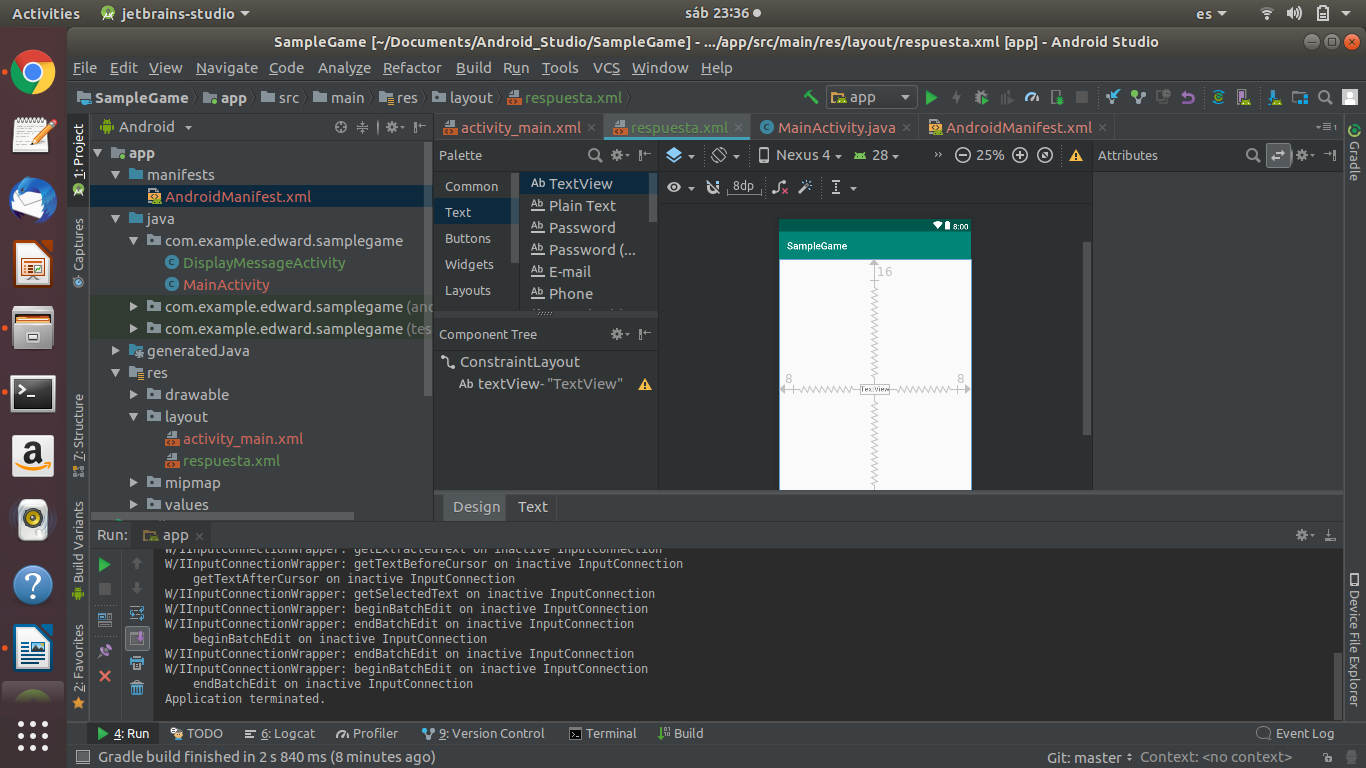 Activities jetbrains-studio sáb 23:36 es
SampleGame [~/Documents/Android_Studio/SampleGame] - .../app/src/main/res/layout/respuesta.xml [app] - Android Studio
File Edit View Navigate Code Analyze Refactor Build Run Tools VCS Window Help
SampleGame app src main res layout respuesta.xml app
Android activity_main.xml respuesta.xml MainActivity.java AndroidManifest.xml
1: Project
Captures
7: Structure
Build Variants
2: Favorites
app
manifests
AndroidManifest.xml
java
com.example.edward.samplegame
DisplayMessageActivity
MainActivity
com.example.edward.samplegame (and
com.example.edward.samplegame (tes
generatedJava
res
drawable
layout
activity_main.xml
respuesta.xml
mipmap
values
Palette
Common
Text
Buttons
Widgets
Layouts
Ab TextView
Ab Plain Text
Ab Password
Ab Password (...
Ab E-mail
Ab Phone
Component Tree
ConstraintLayout
Ab textView- "TextView"
Nexus 4 28 » 25%
8dp
8:00
SampleGame
16
8 TextView 8
Attributes
Gradle
Device File Explorer
Design Text
Run: app
W/IInputConnectionWrapper: getExtractedText on inactive InputConnection
W/IInputConnectionWrapper: getTextBeforeCursor on inactive InputConnection
getTextAfterCursor on inactive InputConnection
W/IInputConnectionWrapper: getSelectedText on inactive InputConnection
W/IInputConnectionWrapper: beginBatchEdit on inactive InputConnection
W/IInputConnectionWrapper: endBatchEdit on inactive InputConnection
beginBatchEdit on inactive InputConnection
W/IInputConnectionWrapper: endBatchEdit on inactive InputConnection
W/IInputConnectionWrapper: beginBatchEdit on inactive InputConnection
endBatchEdit on inactive InputConnection
Application terminated.
4: Run TODO 6: Logcat Profiler 9: Version Control Terminal Build Event Log
Gradle build finished in 2 s 840 ms (8 minutes ago) Git: master Context: <no context>